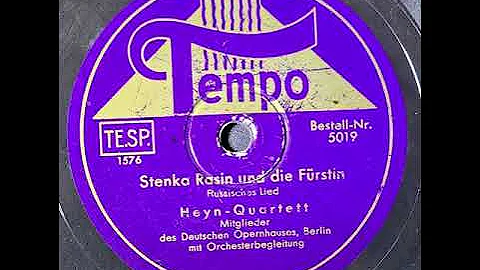 Tempo
TE.SP.
1576
Bestell-Nr.
5019
Stenka Rasin und die Fürstin
Russisches Lied
Heyn-Quartett
Mitglieder
des Deutschen Opernhauses, Berlin
mit Orchesterbegleitung